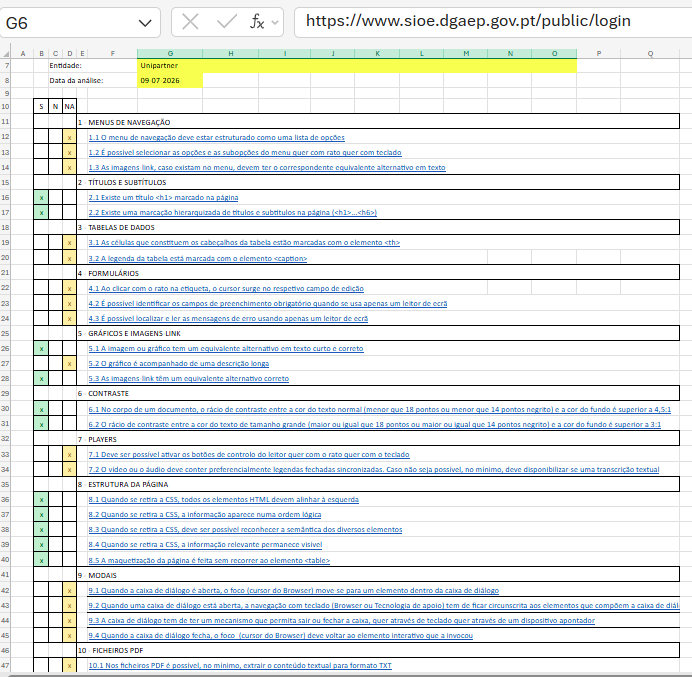 G6 fx https://www.sioe.dgaep.gov.pt/public/login
A B C D E F G H I J K L M N O P Q
7 Entidade: Unipartner
8 Data da análise: 09-07-2026
9
10 S N NA
11 1 - MENUS DE NAVEGAÇÃO
12 x 1.1 O menu de navegação deve estar estruturado como uma lista de opções
13 x 1.2 É possível selecionar as opções e as subopções do menu quer com rato quer com teclado
14 x 1.3 As imagens-link, caso existam no menu, devem ter o correspondente equivalente alternativo em texto
15 2 - TÍTULOS E SUBTÍTULOS
16 x 2.1 Existe um título <h1> marcado na página
17 x 2.2 Existe uma marcação hierarquizada de títulos e subtítulos na página (<h1>...<h6>)
18 3 - TABELAS DE DADOS
19 x 3.1 As células que constituem os cabeçalhos da tabela estão marcadas com o elemento <th>
20 x 3.2 A legenda da tabela está marcada com o elemento <caption>
21 4 - FORMULÁRIOS
22 x 4.1 Ao clicar com o rato na etiqueta, o cursor surge no respetivo campo de edição
23 x 4.2 É possível identificar os campos de preenchimento obrigatório quando se usa apenas um leitor de ecrã
24 x 4.3 É possível localizar e ler as mensagens de erro usando apenas um leitor de ecrã
25 5 - GRÁFICOS E IMAGENS-LINK
26 x 5.1 A imagem ou gráfico tem um equivalente alternativo em texto curto e correto
27 x 5.2 O gráfico é acompanhado de uma descrição longa
28 x 5.3 As imagens-link têm um equivalente alternativo correto
29 6 - CONTRASTE
30 x 6.1 No corpo de um documento, o rácio de contraste entre a cor do texto normal (menor que 18 pontos ou menor que 14 pontos negrito) e a cor do fundo é superior a 4,5:1
31 x 6.2 O rácio de contraste entre a cor do texto de tamanho grande (maior ou igual que 18 pontos ou maior ou igual que 14 pontos negrito) e a cor do fundo é superior a 3:1
32 7 - PLAYERS
33 x 7.1 Deve ser possível ativar os botões de controlo do leitor quer com o rato quer com o teclado
34 x 7.2 O vídeo ou o áudio deve conter preferencialmente legendas fechadas sincronizadas. Caso não seja possível, no mínimo, deve disponibilizar-se uma transcrição textual
35 8 - ESTRUTURA DA PÁGINA
36 x 8.1 Quando se retira a CSS, todos os elementos HTML devem alinhar à esquerda
37 x 8.2 Quando se retira a CSS, a informação aparece numa ordem lógica
38 x 8.3 Quando se retira a CSS, deve ser possível reconhecer a semântica dos diversos elementos
39 x 8.4 Quando se retira a CSS, a informação relevante permanece visível
40 x 8.5 A maquetização da página é feita sem recorrer ao elemento <table>
41 9 - MODAIS
42 x 9.1 Quando a caixa de diálogo é aberta, o foco (cursor do Browser) move-se para um elemento dentro da caixa de diálogo
43 x 9.2 Quando uma caixa de diálogo está aberta, a navegação com teclado (Browser ou Tecnologia de apoio) tem de ficar circunscrita aos elementos que compõem a caixa de diál
44 x 9.3 A caixa de diálogo tem de ter um mecanismo que permita sair ou fechar a caixa, quer através de teclado quer através de um dispositivo apontador
45 x 9.4 Quando a caixa de diálogo fecha, o foco (cursor do Browser) deve voltar ao elemento interativo que a invocou
46 10 - FICHEIROS PDF
47 x 10.1 Nos ficheiros PDF é possível, no mínimo, extrair o conteúdo textual para formato TXT